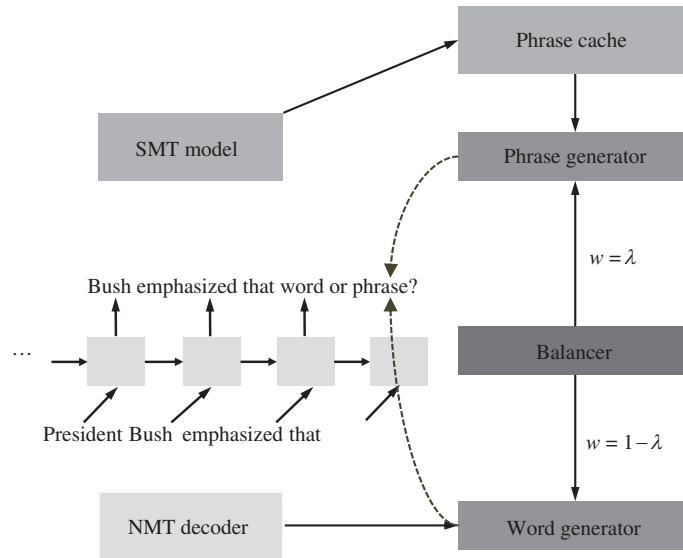 Phrase cache
SMT model
Phrase generator
w = λ
Bush emphasized that word or phrase?
...
Balancer
President Bush emphasized that
w = 1 – λ
NMT decoder
Word generator